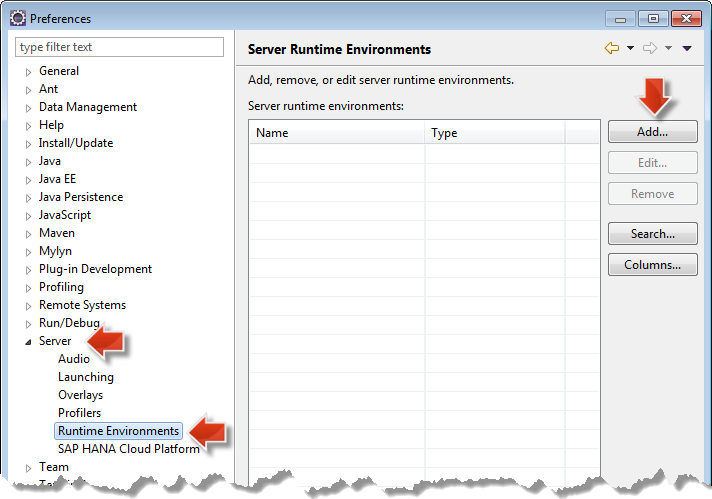 Preferences
type filter text
General
Ant
Data Management
Help
Install/Update
Java
Java EE
Java Persistence
JavaScript
Maven
Mylyn
Plug-in Development
Profiling
Remote Systems
Run/Debug
Server
Audio
Launching
Overlays
Profilers
Runtime Environments
SAP HANA Cloud Platform
Team
Server Runtime Environments
Add, remove, or edit server runtime environments.
Server runtime environments:
Name Type
Add...
Edit...
Remove
Search...
Columns...